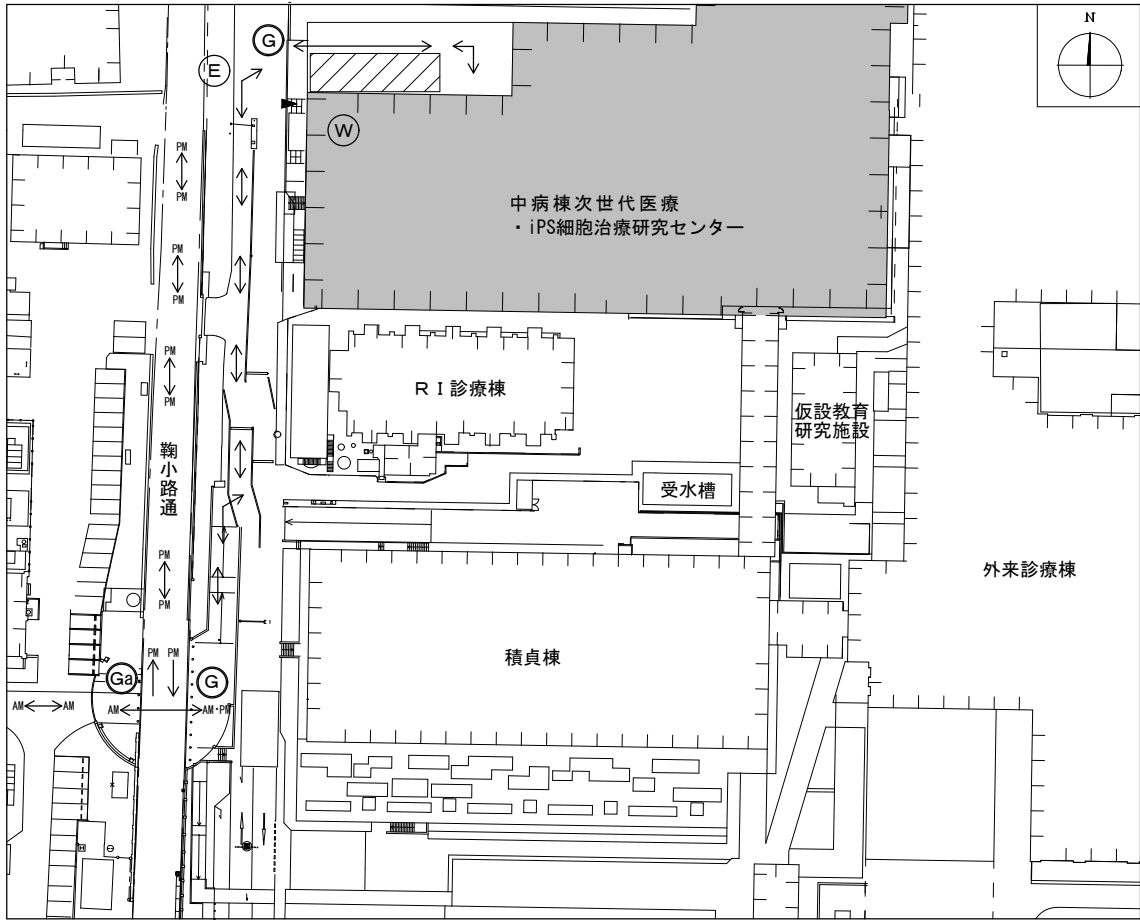 N
G
E
W
PM
PM
中病棟次世代医療
・iPS細胞治療研究センター
PM
PM
PM
PM
RI診療棟
仮設教育
研究施設
鞠小路通
受水槽
PM
PM
外来診療棟
積貞棟
PM
PM
Ga
G
AM
AM
AM
AM・PM